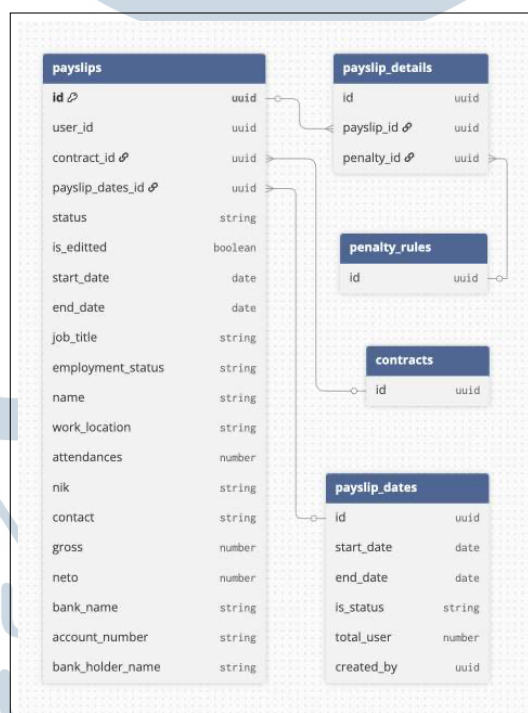 payslips
id uuid
user_id uuid
contract_id uuid
payslip_dates_id uuid
status string
is_editted boolean
start_date date
end_date date
job_title string
employment_status string
name string
work_location string
attendances number
nik string
contact string
gross number
neto number
bank_name string
account_number string
bank_holder_name string
payslip_details
id uuid
payslip_id uuid
penalty_id uuid
penalty_rules
id uuid
contracts
id uuid
payslip_dates
id uuid
start_date date
end_date date
is_status string
total_user number
created_by uuid